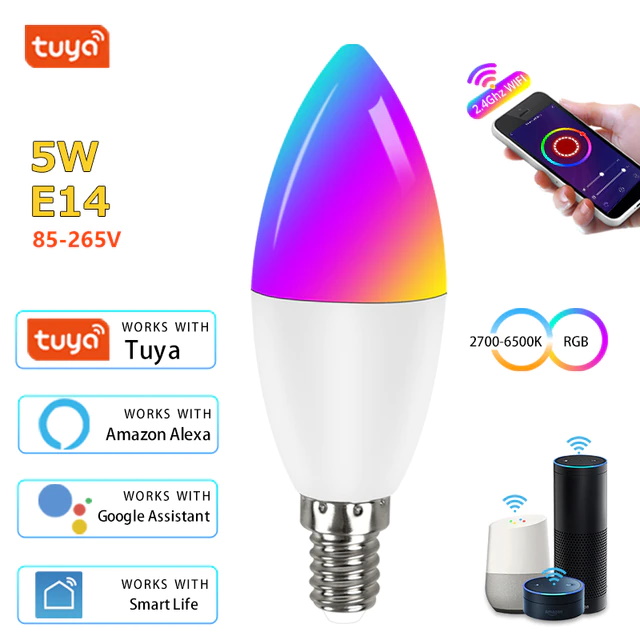 tuya
2.4Ghz WIFI
5W
E14
85-265V
tuya
WORKS WITH
Tuya
2700-6500K
RGB
WORKS WITH
Amazon Alexa
WORKS WITH
Google Assistant
WORKS WITH
Smart Life